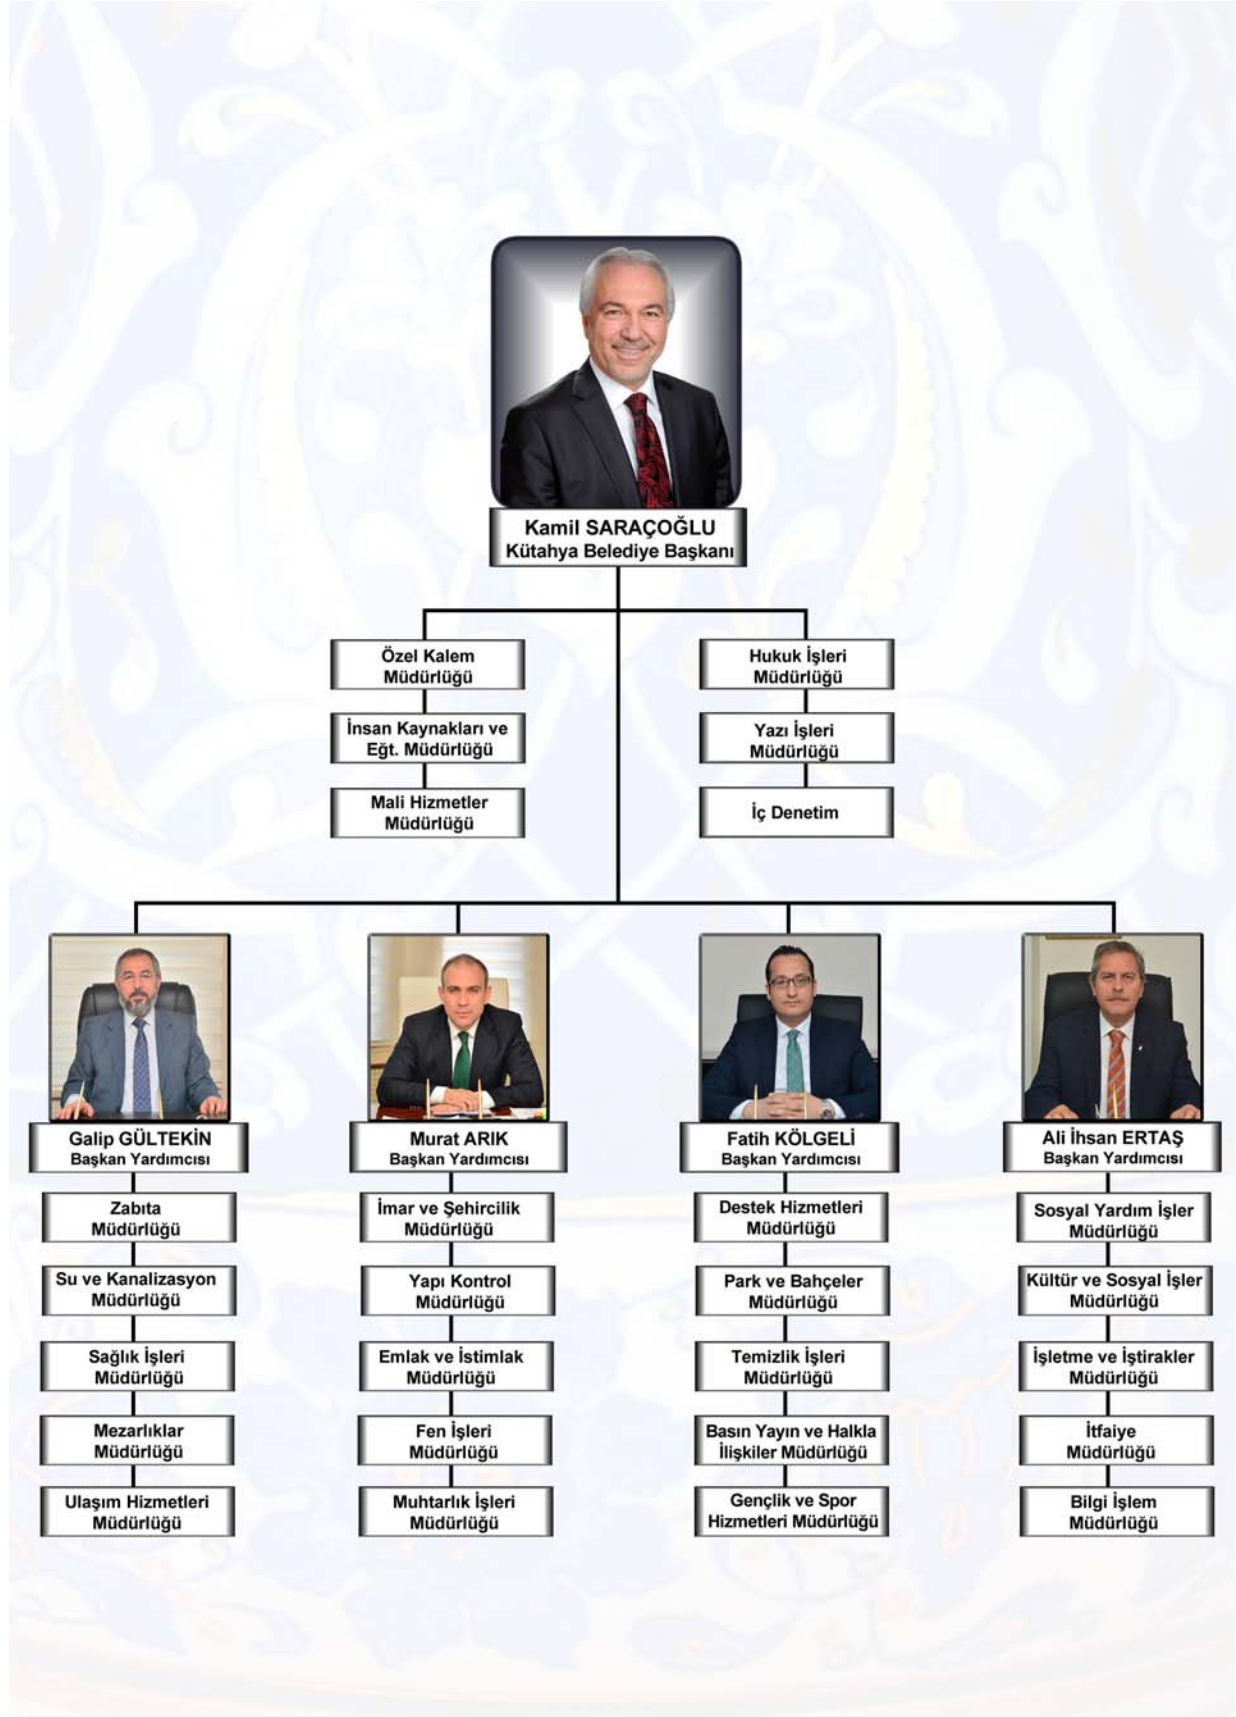 Kamil SARAÇOĞLU
Kütahya Belediye Başkanı
Özel Kalem
Müdürlüğü
Hukuk İşleri
Müdürlüğü
İnsan Kaynakları ve
Eğt. Müdürlüğü
Yazı İşleri
Müdürlüğü
Mali Hizmetler
Müdürlüğü
İç Denetim
Galip GÜLTEKİN
Başkan Yardımcısı
Zabıta
Müdürlüğü
Su ve Kanalizasyon
Müdürlüğü
Sağlık İşleri
Müdürlüğü
Mezarlıklar
Müdürlüğü
Ulaşım Hizmetleri
Müdürlüğü
Murat ARIK
Başkan Yardımcısı
İmar ve Şehircilik
Müdürlüğü
Yapı Kontrol
Müdürlüğü
Emlak ve İstimlak
Müdürlüğü
Fen İşleri
Müdürlüğü
Muhtarlık İşleri
Müdürlüğü
Fatih KÖLGELİ
Başkan Yardımcısı
Destek Hizmetleri
Müdürlüğü
Park ve Bahçeler
Müdürlüğü
Temizlik İşleri
Müdürlüğü
Basın Yayın ve Halkla
İlişkiler Müdürlüğü
Gençlik ve Spor
Hizmetleri Müdürlüğü
Ali İhsan ERTAŞ
Başkan Yardımcısı
Sosyal Yardım İşler
Müdürlüğü
Kültür ve Sosyal İşler
Müdürlüğü
İşletme ve İştirakler
Müdürlüğü
İtfaiye
Müdürlüğü
Bilgi İşlem
Müdürlüğü